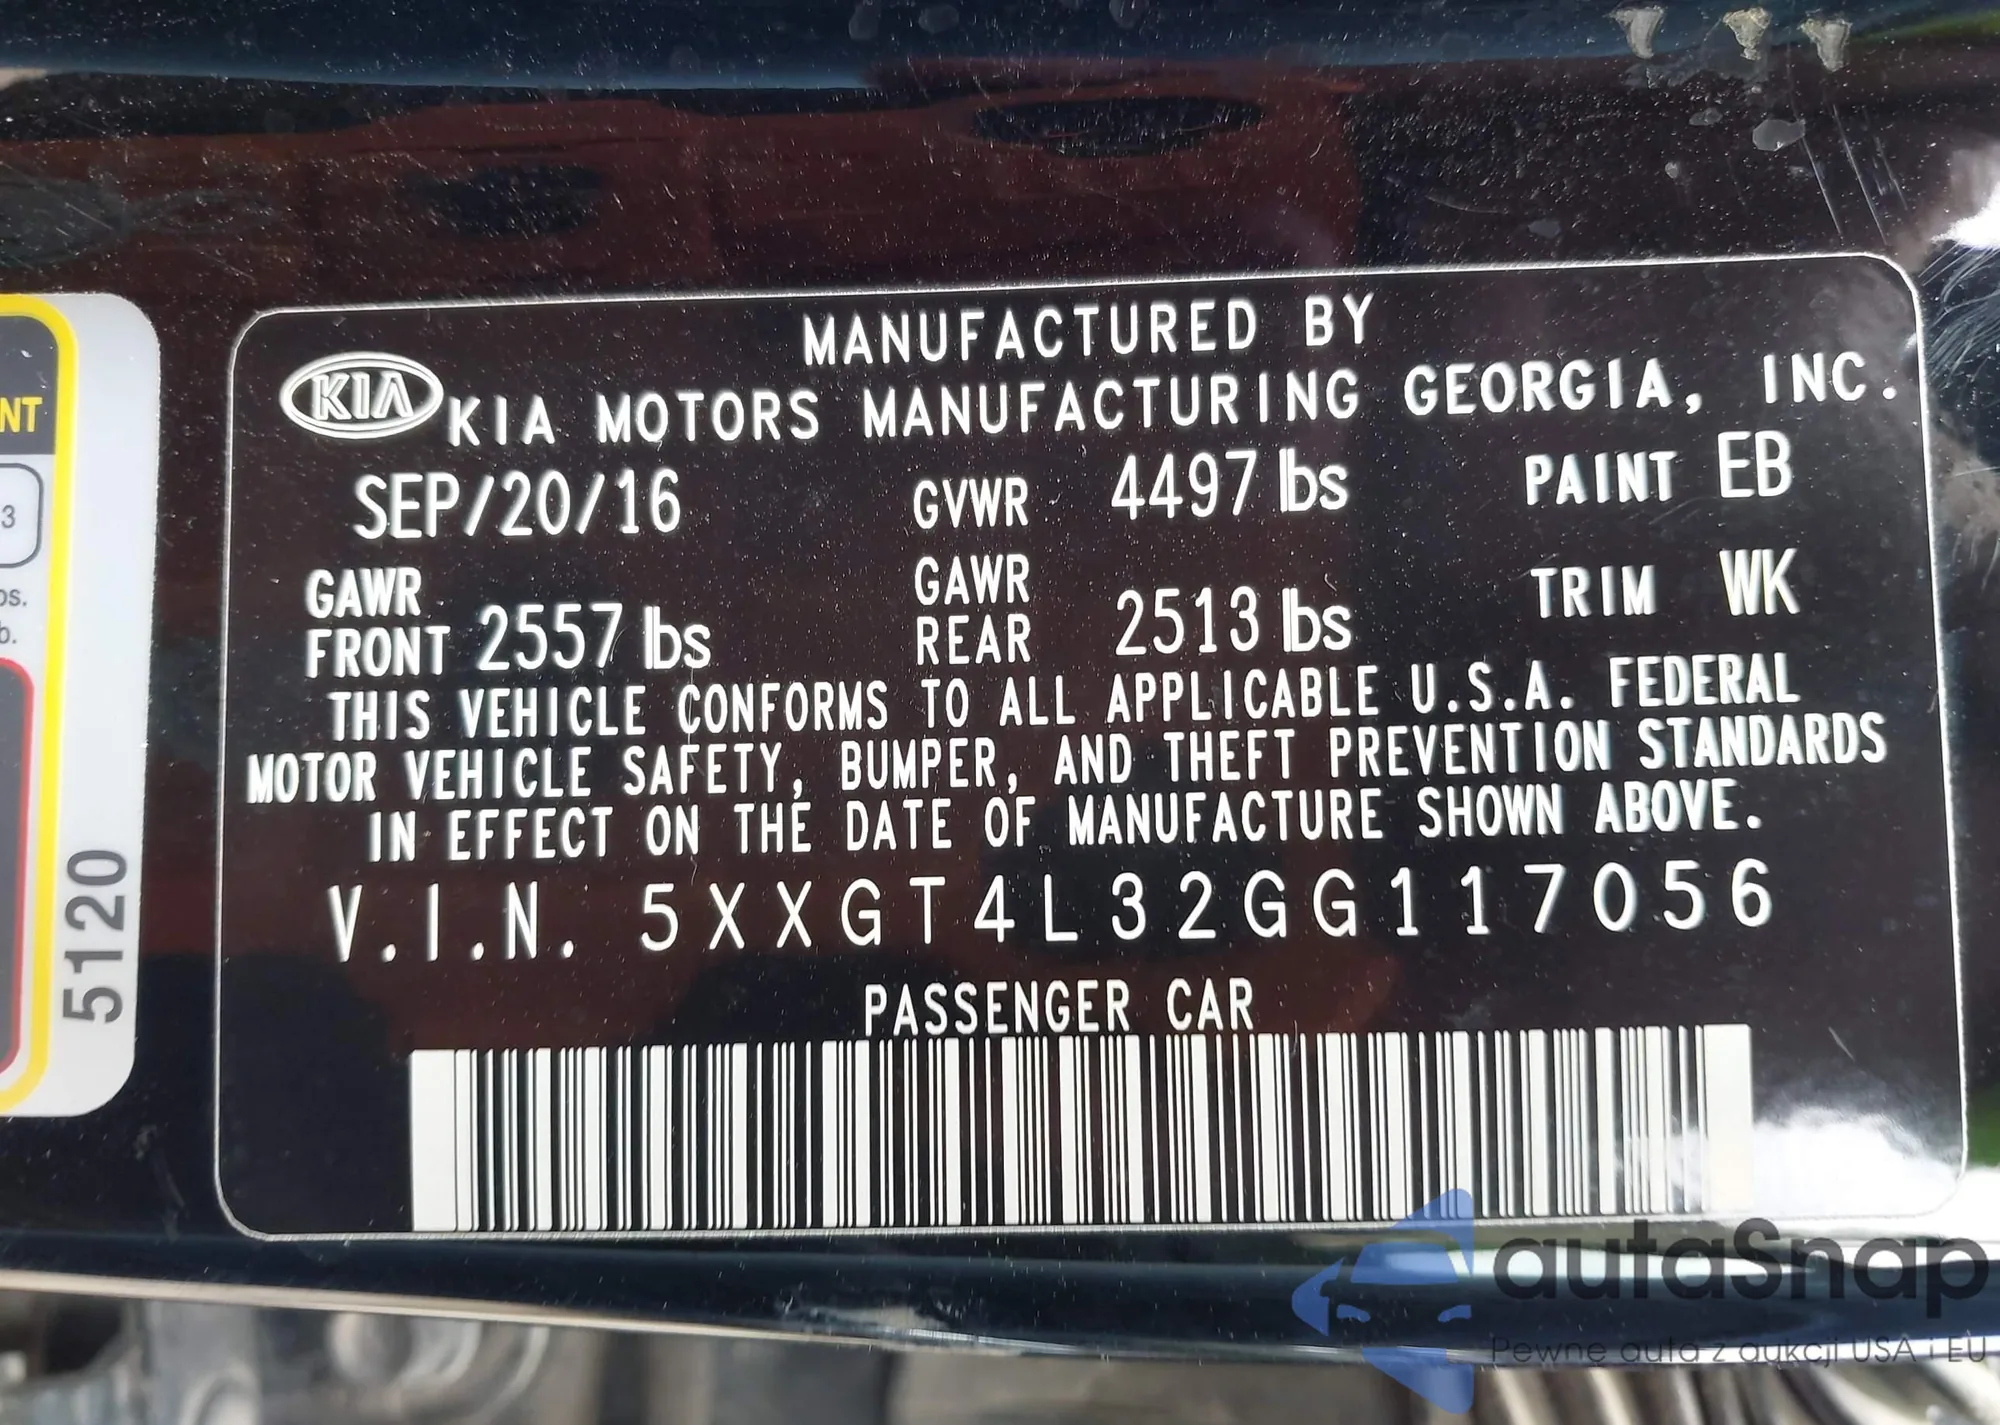 MANUFACTURED BY
KIA KIA MOTORS MANUFACTURING GEORGIA, INC.
SEP/20/16 GVWR 4497 lbs PAINT EB
GAWR FRONT 2557 lbs GAWR REAR 2513 lbs TRIM WK
THIS VEHICLE CONFORMS TO ALL APPLICABLE U.S.A. FEDERAL
MOTOR VEHICLE SAFETY, BUMPER, AND THEFT PREVENTION STANDARDS
IN EFFECT ON THE DATE OF MANUFACTURE SHOWN ABOVE.
V.I.N. 5XXGT4L32GG117056
PASSENGER CAR
NT
3
os.
b.
5120
autaSnap
Pewne auta z aukcji USA i EU